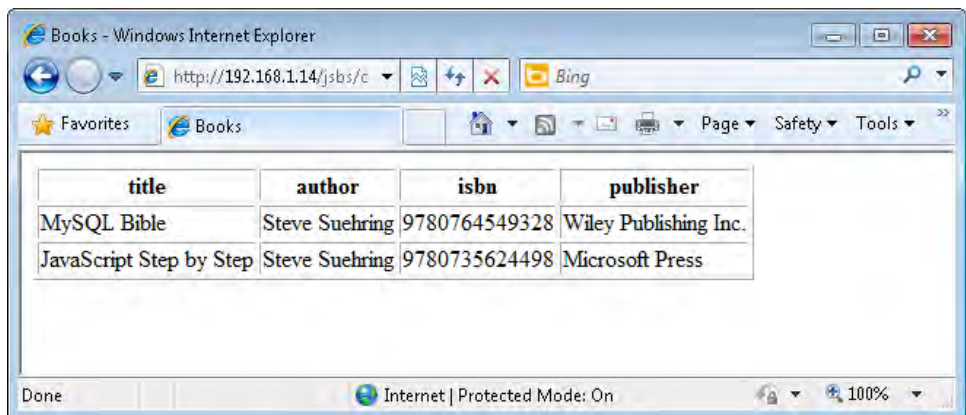 Books - Windows Internet Explorer
http://192.168.1.14/jsbs/c
Bing
Favorites Books Page Safety Tools
title author isbn publisher
MySQL Bible Steve Suehring 9780764549328 Wiley Publishing Inc.
JavaScript Step by Step Steve Suehring 9780735624498 Microsoft Press
Done Internet | Protected Mode: On 100%